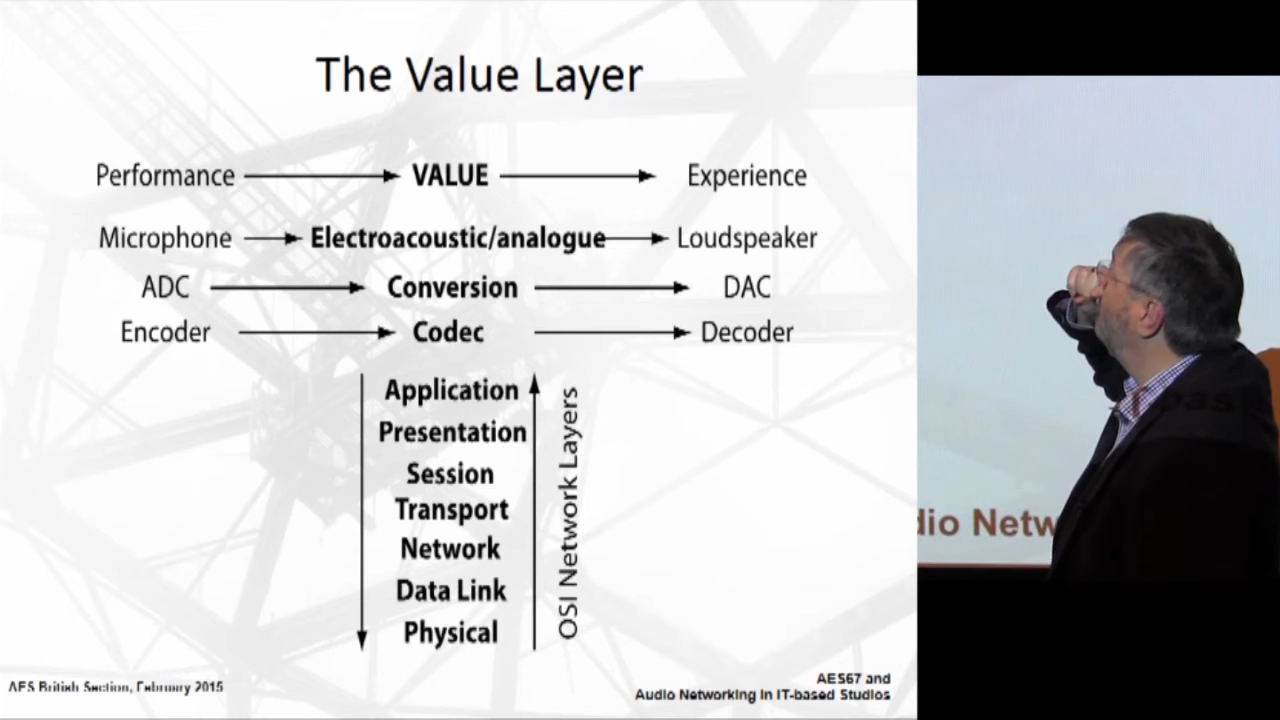 The Value Layer
Performance VALUE Experience
Microphone Electroacoustic/analogue Loudspeaker
ADC Conversion DAC
Encoder Codec Decoder
Application
Presentation
Session
Transport
Network
Data Link
Physical
OSI Network Layers
AES British Section, February 2015
AES67 and
Audio Networking in IT-based Studios
dio Netw